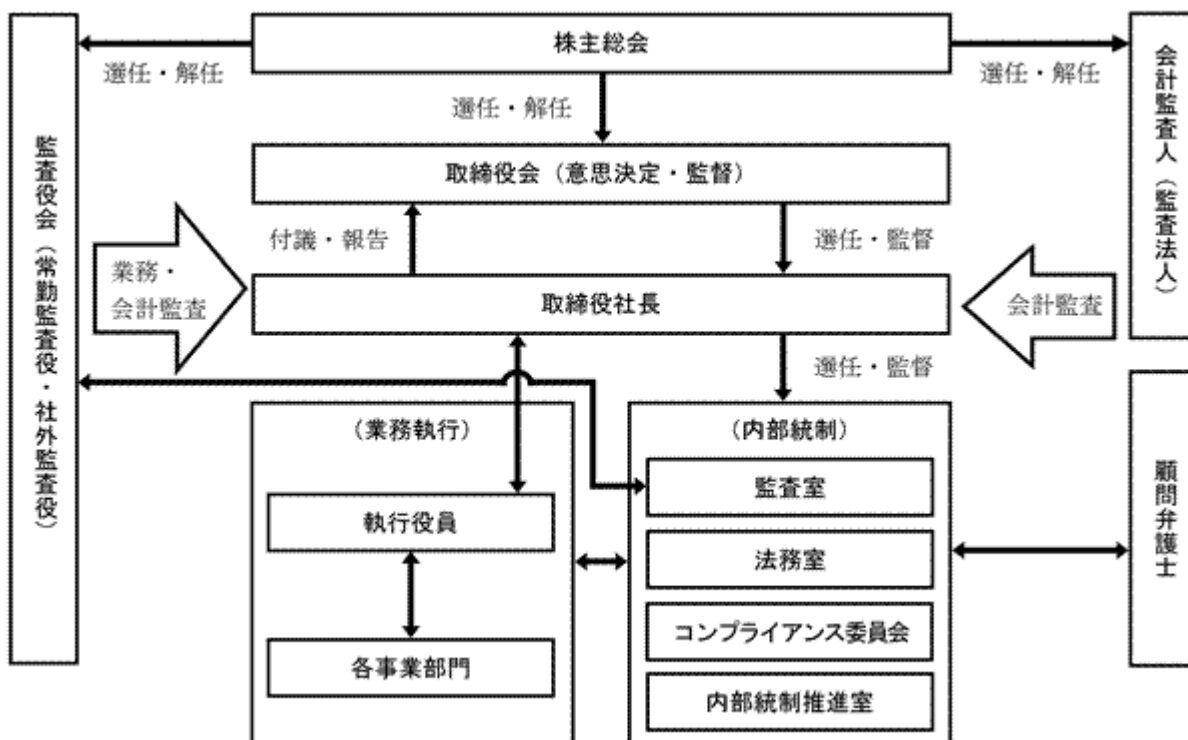 株主総会
選任・解任
選任・解任
選任・解任
監査役会（常勤監査役・社外監査役）
会計監査人（監査法人）
取締役会（意思決定・監督）
付議・報告
選任・監督
業務・
会計監査
取締役社長
会計監査
選任・監督
（業務執行）
執行役員
各事業部門
（内部統制）
監査室
法務室
コンプライアンス委員会
内部統制推進室
顧問弁護士